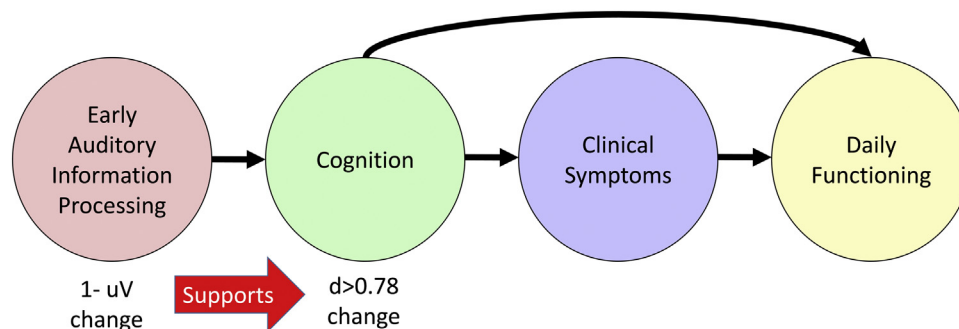 Early
Auditory
Information
Processing
Cognition
Clinical
Symptoms
Daily
Functioning
1- uV
change
Supports
d>0.78
change